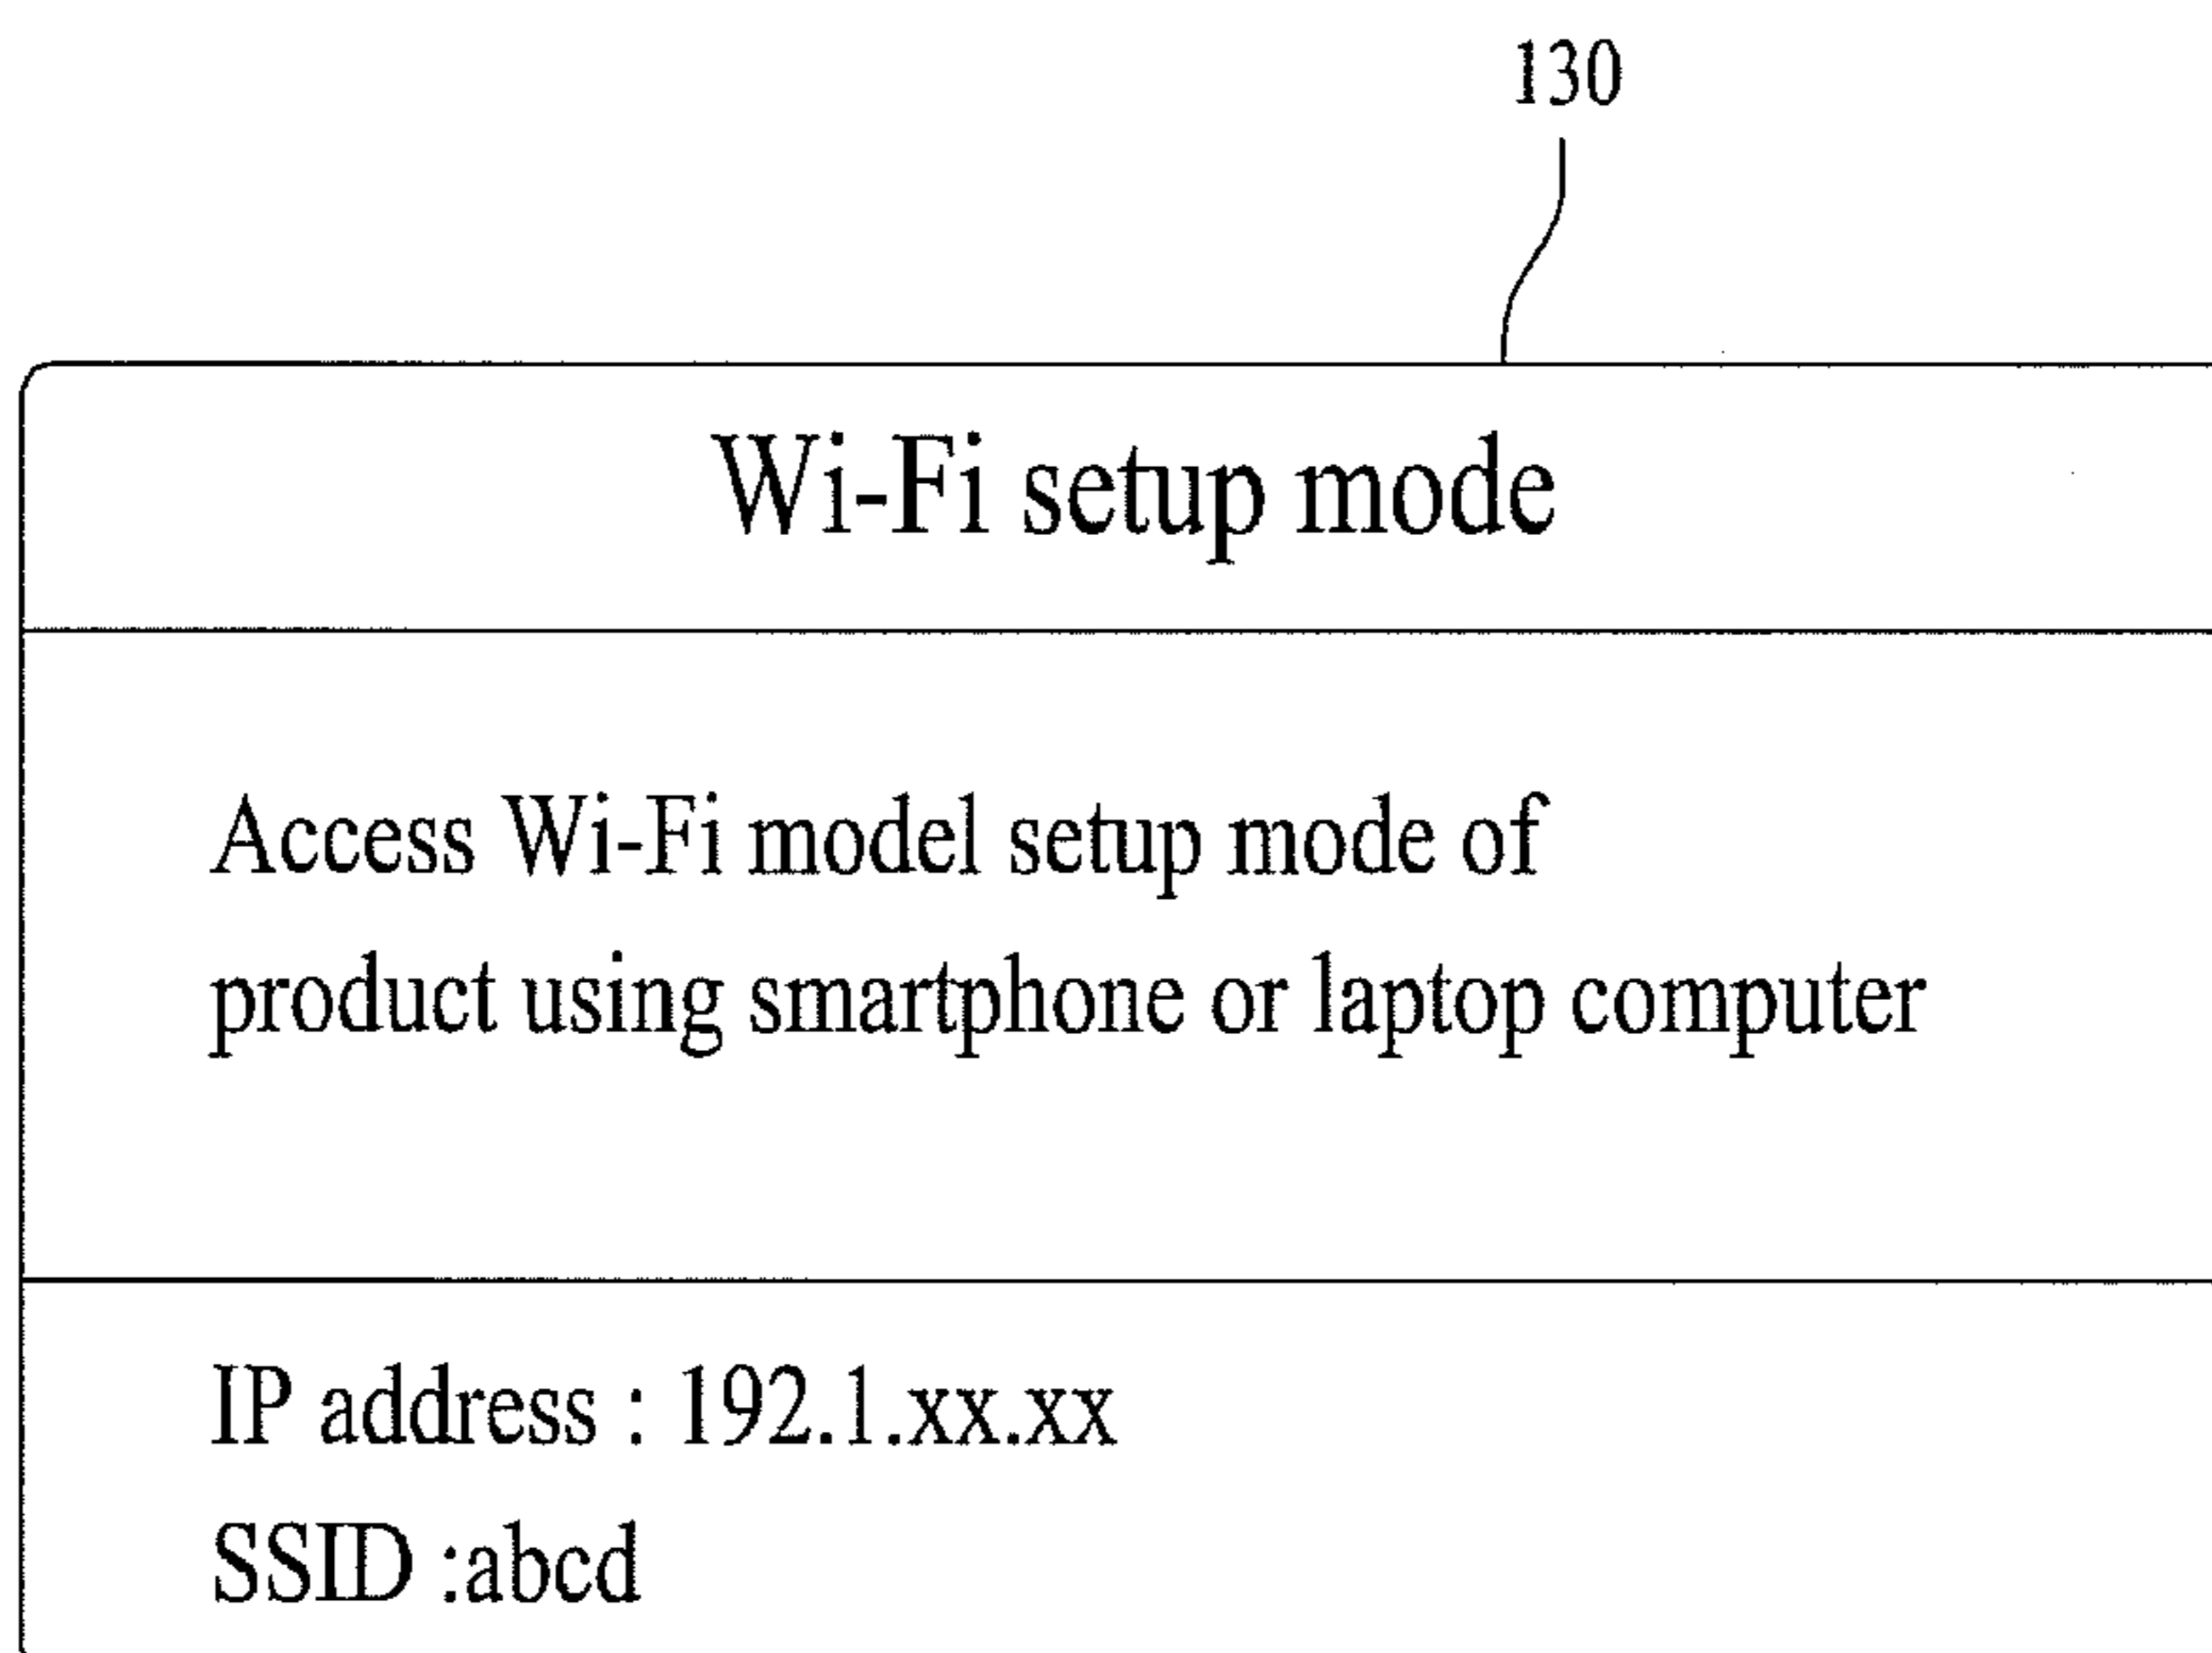 130
Wi-Fi setup mode
Access Wi-Fi model setup mode of
product using smartphone or laptop computer
IP address : 192.1.xx.xx
SSID :abcd